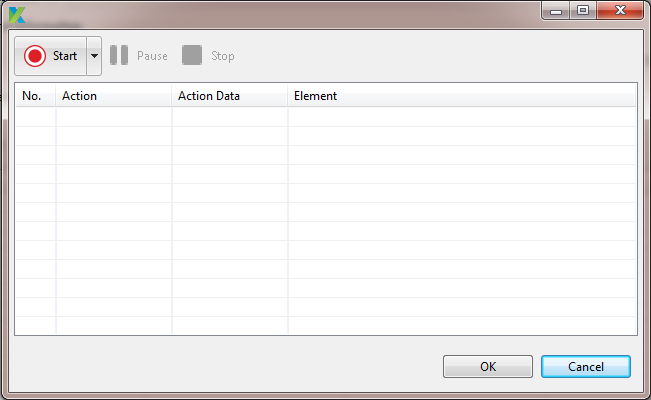 Start Pause Stop
No. Action Action Data Element
OK Cancel